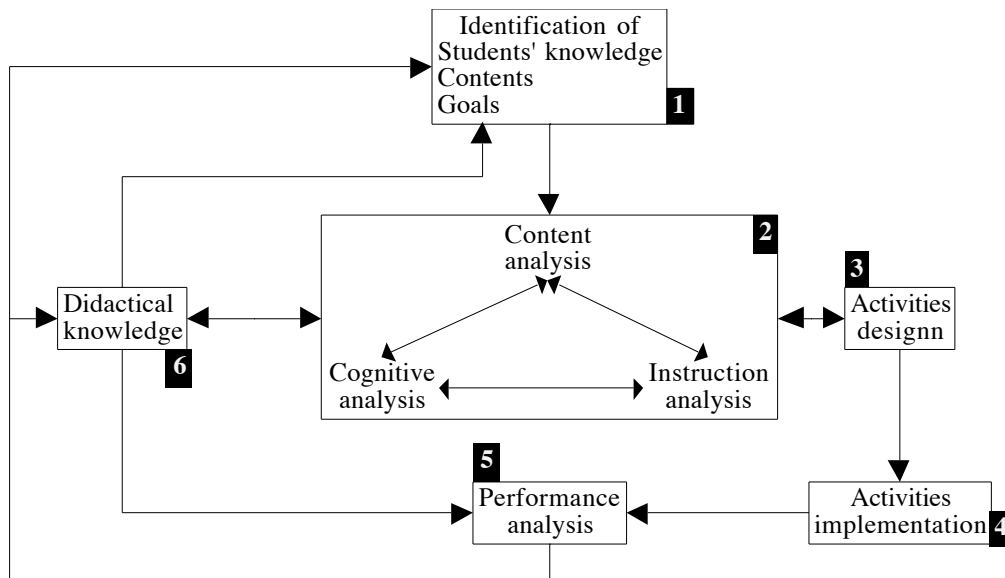 Identification of
Students' knowledge
Contents
Goals
1
2
Content
analysis
3
Activities
designn
Didactical
knowledge
6
Cognitive
analysis
Instruction
analysis
5
Performance
analysis
Activities
implementation
4